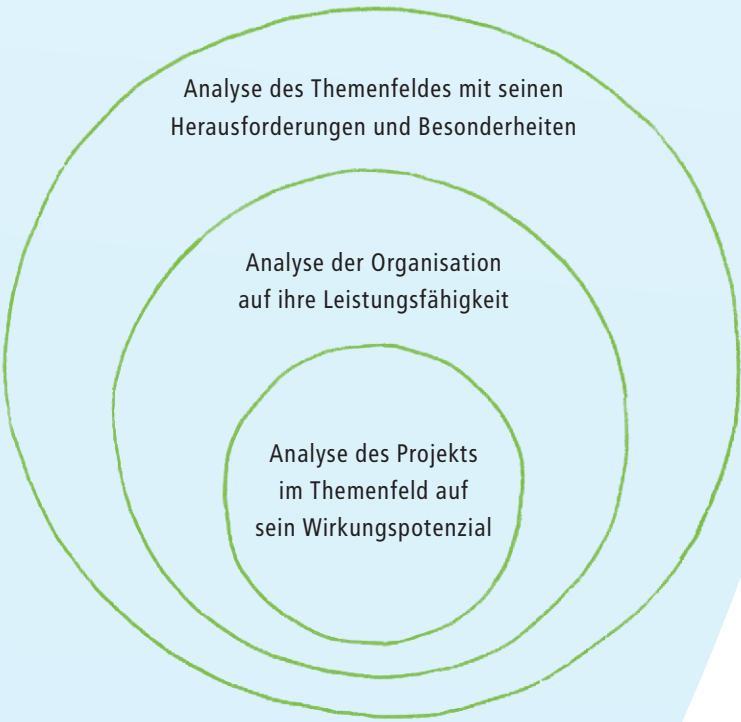 Analyse des Themenfeldes mit seinen
Herausforderungen und Besonderheiten
Analyse der Organisation
auf ihre Leistungsfähigkeit
Analyse des Projekts
im Themenfeld auf
sein Wirkungspotenzial